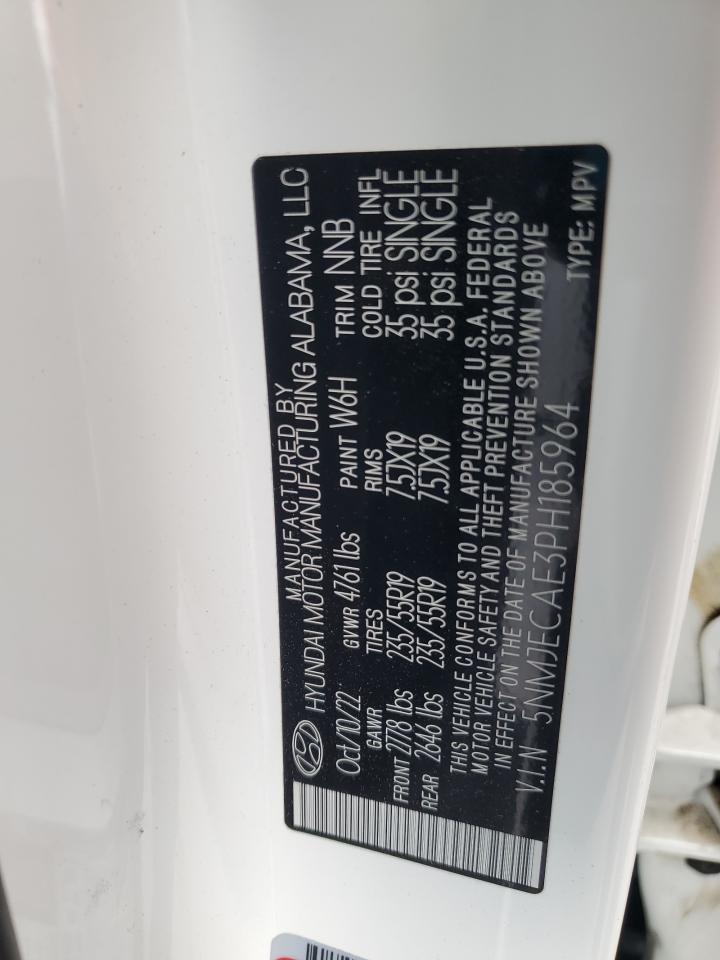 MANUFACTURED BY
HYUNDAI MOTOR MANUFACTURING ALABAMA, LLC
Oct/10/22 GVWR 4761 lbs PAINT W6H TRIM NNB
GAWR TIRES RIMS COLD TIRE INFL
FRONT 2778 lbs 235/55R19 7.5JX19 35 psi SINGLE
REAR 2646 lbs 235/55R19 7.5JX19 35 psi SINGLE
THIS VEHICLE CONFORMS TO ALL APPLICABLE U.S.A. FEDERAL
MOTOR VEHICLE SAFETY AND THEFT PREVENTION STANDARDS
IN EFFECT ON THE DATE OF MANUFACTURE SHOWN ABOVE
V.I.N 5NMJECAE3PH185964 TYPE: MPV